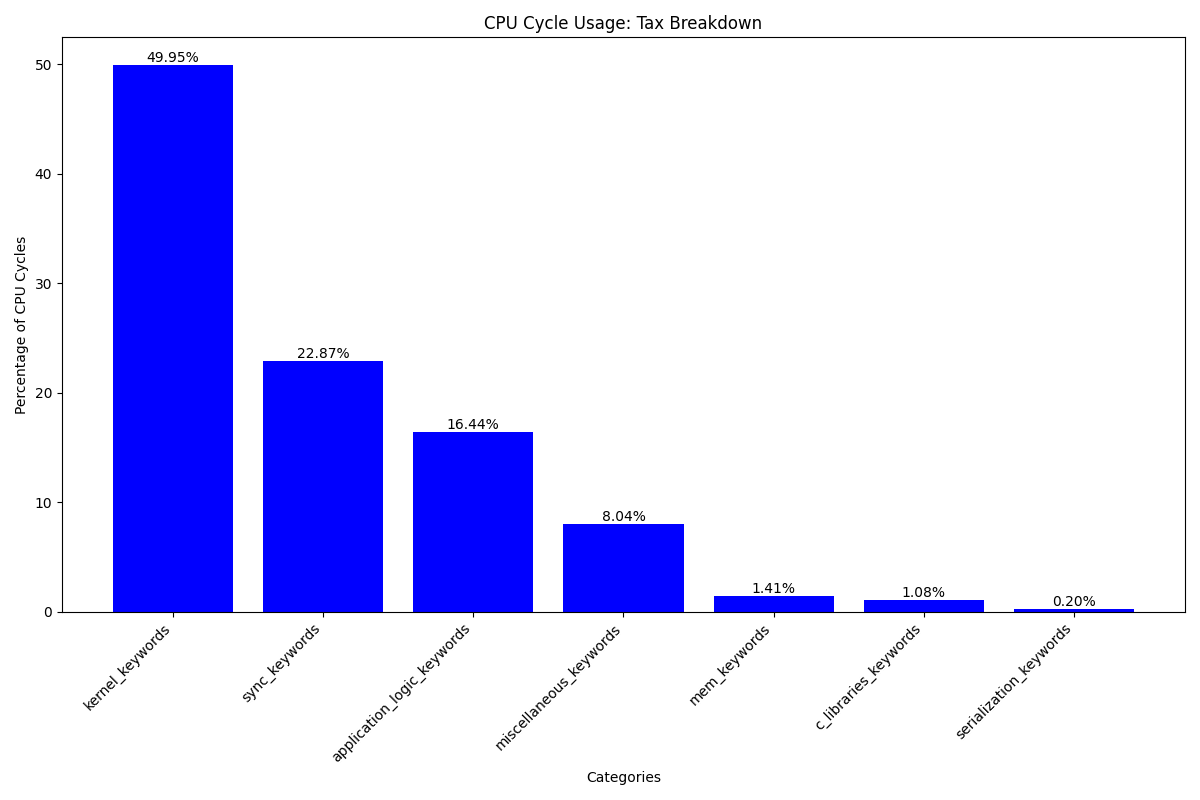 CPU Cycle Usage: Tax Breakdown
Percentage of CPU Cycles
50
40
30
20
10
0
49.95%
22.87%
16.44%
8.04%
1.41%
1.08%
0.20%
kernel_keywords
sync_keywords
application_logic_keywords
miscellaneous_keywords
mem_keywords
c_libraries_keywords
serialization_keywords
Categories